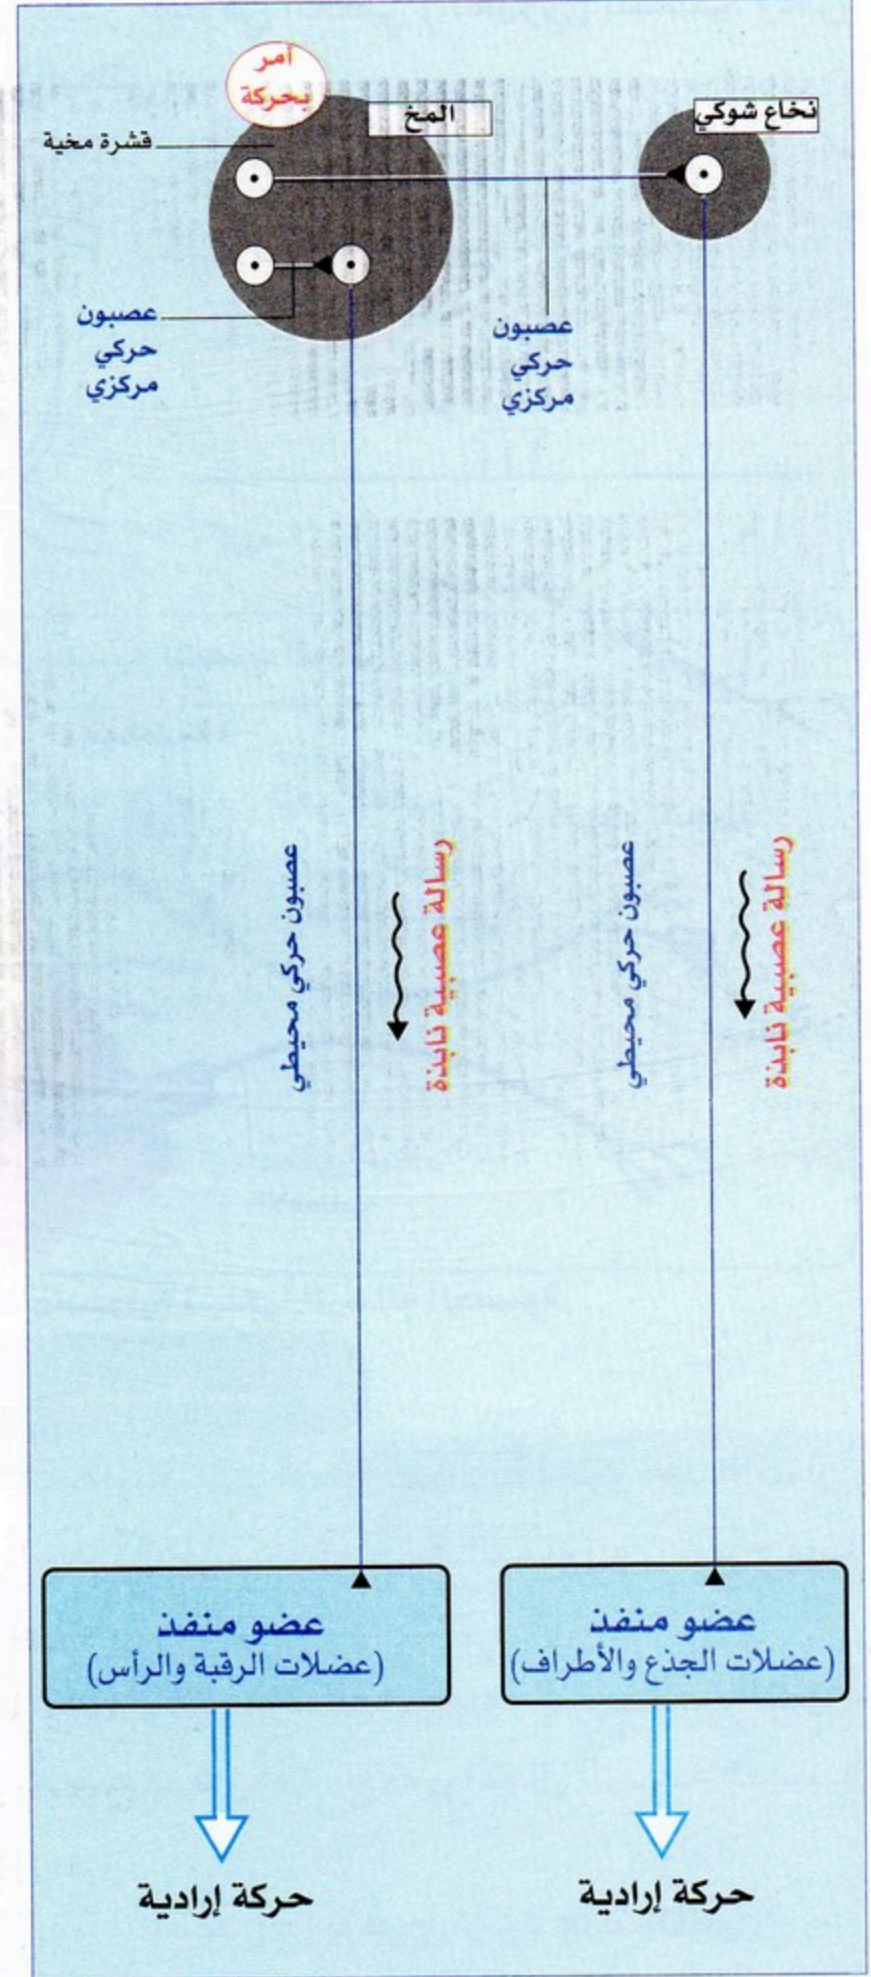 أمر
بحركة
المخ
نخاع شوكي
قشرة مخية
عصبون
حركي
مركزي
عصبون
حركي
مركزي
رسالة عصبية نابذة
عصبون حركي محيطي
رسالة عصبية نابذة
عصبون حركي محيطي
عضو منفذ
(عضلات الجذع والأطراف)
عضو منفذ
(عضلات الرقبة والرأس)
حركة إرادية
حركة إرادية